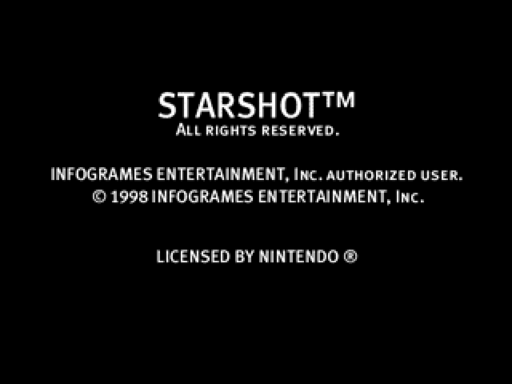 STARSHOT™
ALL RIGHTS RESERVED.
INFOGRAMES ENTERTAINMENT, INC. AUTHORIZED USER.
© 1998 INFOGRAMES ENTERTAINMENT, INC.
LICENSED BY NINTENDO ®